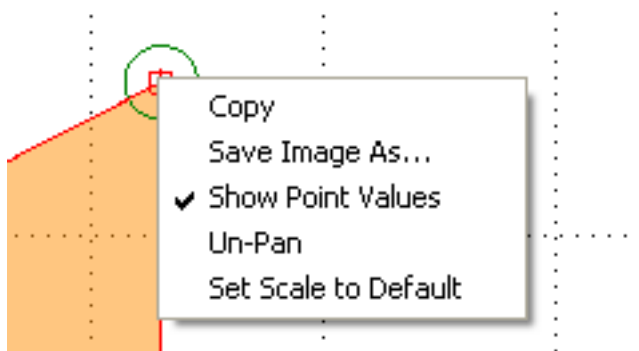 Copy
Save Image As...
Show Point Values
Un-Pan
Set Scale to Default